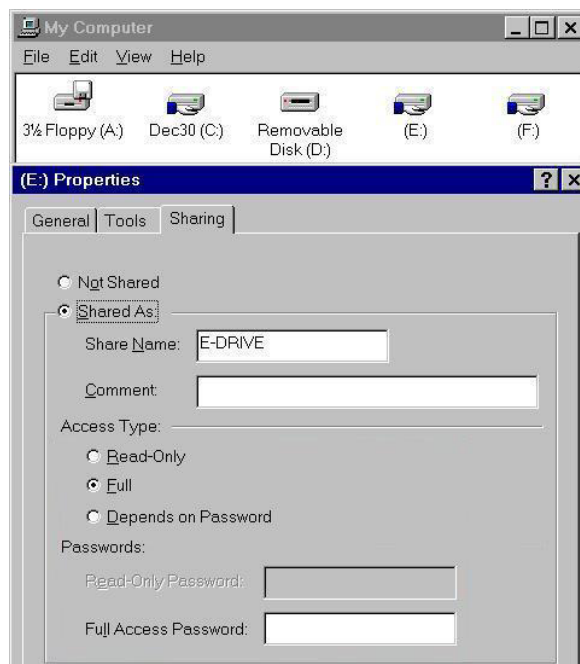 My Computer
File Edit View Help
3½ Floppy (A:) Dec30 (C:) Removable Disk (D:) (E:) (F:)
(E:) Properties
General Tools Sharing
Not Shared
Shared As:
Share Name: E-DRIVE
Comment:
Access Type:
Read-Only
Full
Depends on Password
Passwords:
Read-Only Password:
Full Access Password: